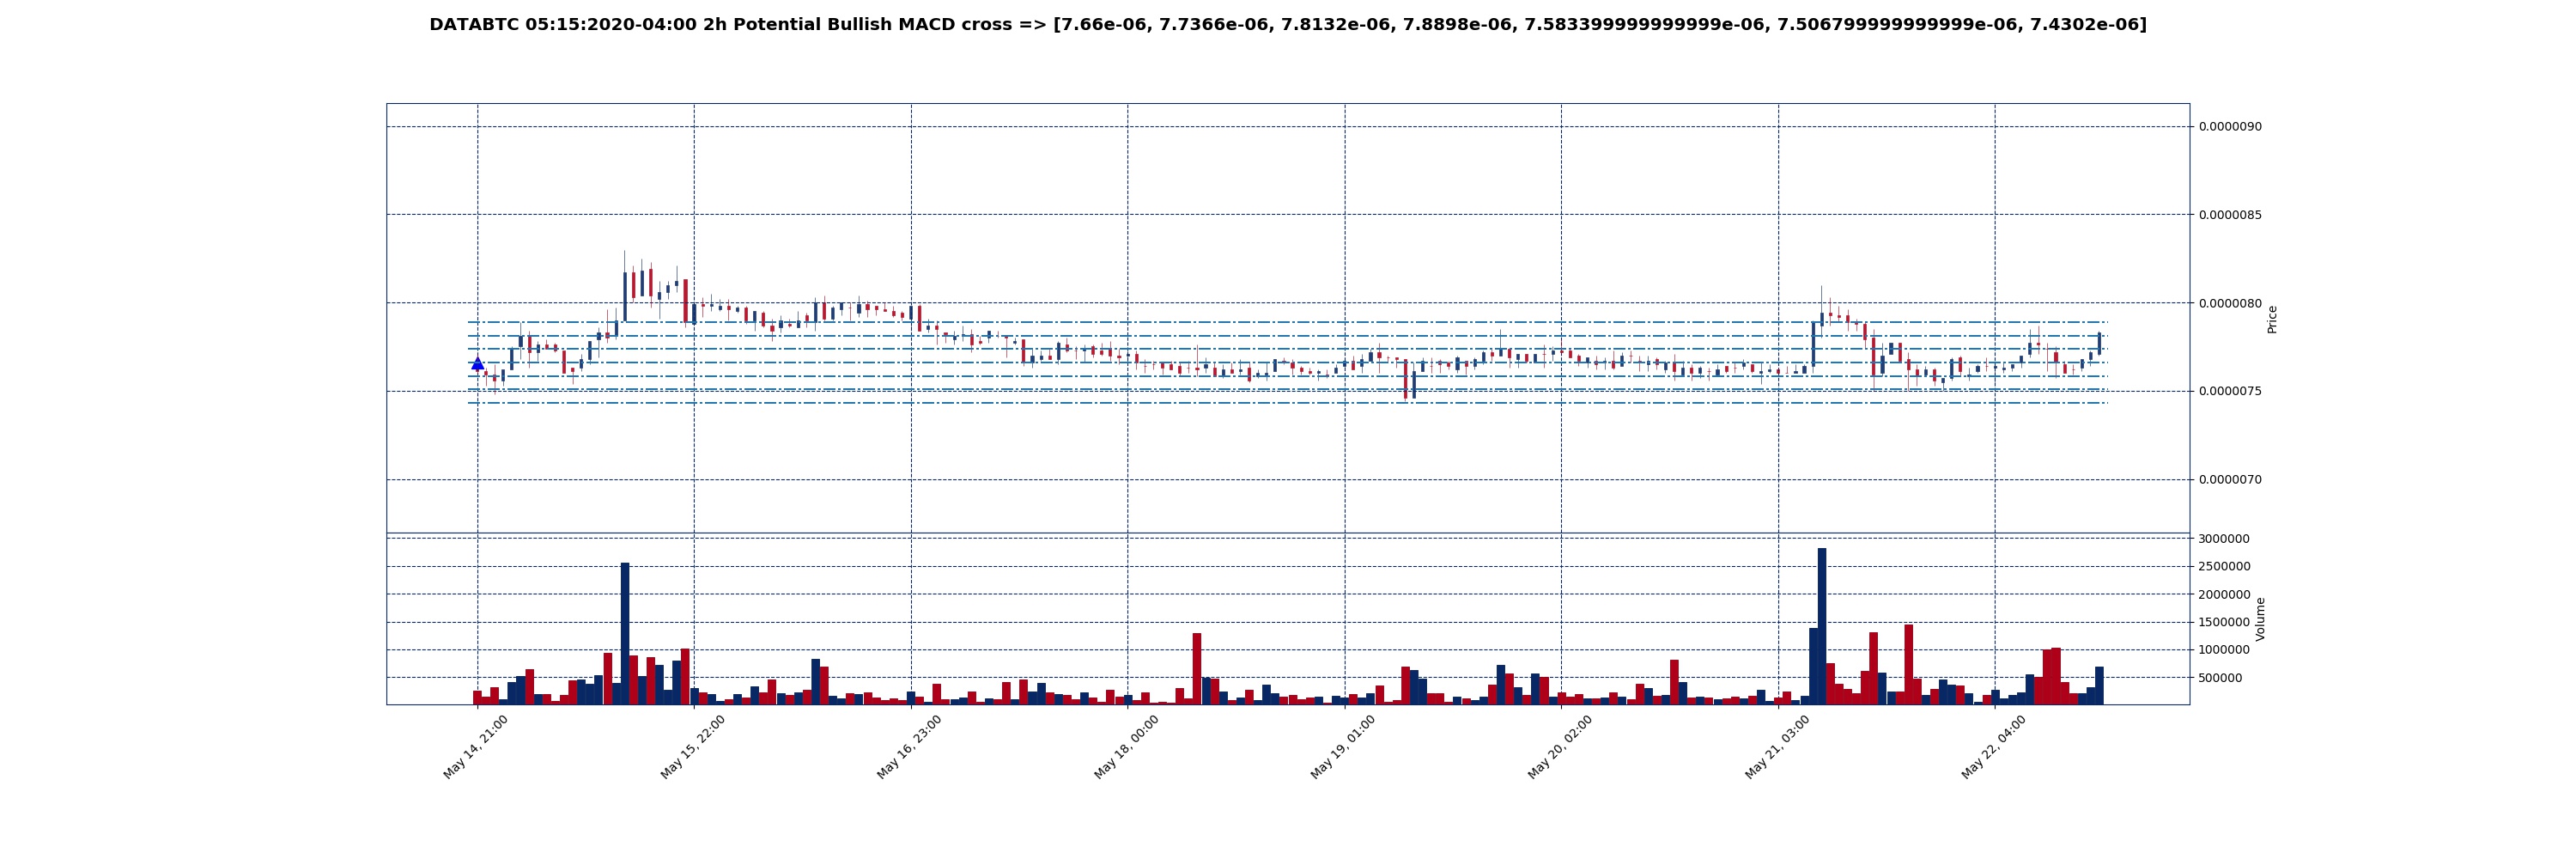 DATABTC 05:15:2020-04:00 2h Potential Bullish MACD cross => [7.66e-06, 7.7366e-06, 7.8132e-06, 7.8898e-06, 7.583399999999999e-06, 7.506799999999999e-06, 7.4302e-06]
0.0000090
0.0000085
0.0000080
0.0000075
0.0000070
Price
3000000
2500000
2000000
1500000
1000000
500000
Volume
May 14, 21:00
May 15, 22:00
May 16, 23:00
May 18, 00:00
May 19, 01:00
May 20, 02:00
May 21, 03:00
May 22, 04:00